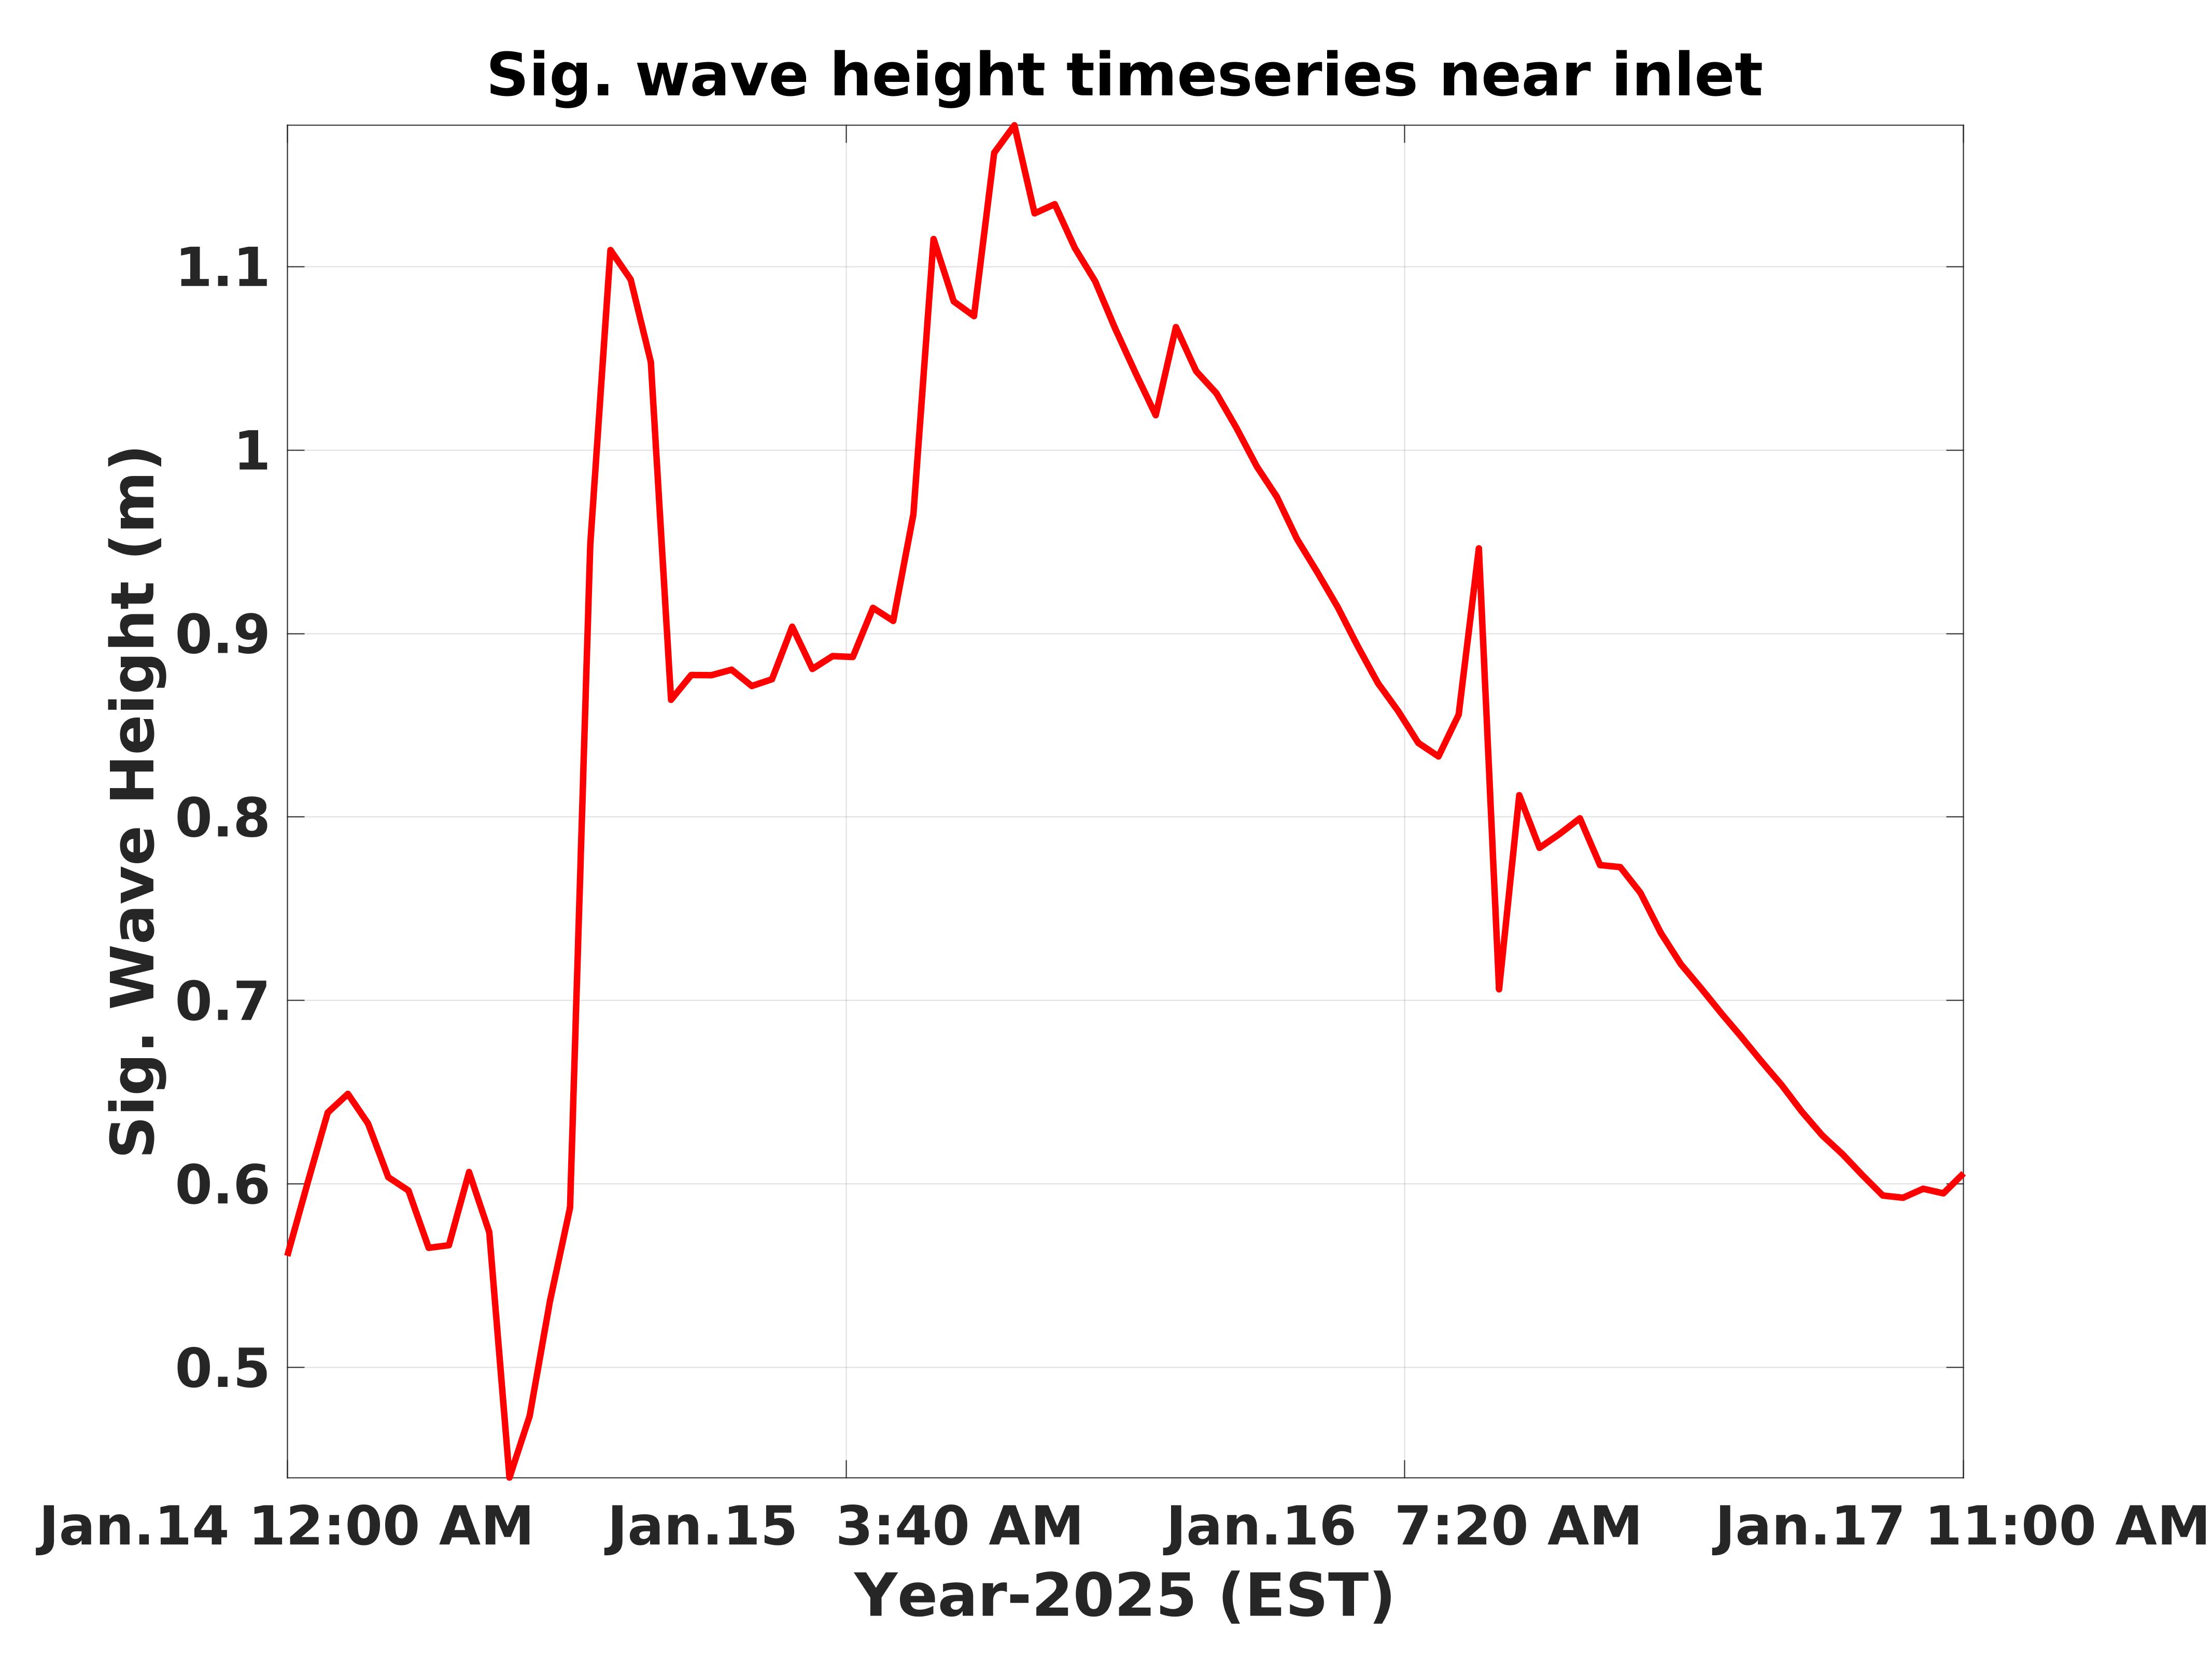 Sig. wave height timeseries near inlet
Sig. Wave Height (m)
1.1
1
0.9
0.8
0.7
0.6
0.5
Jan.14 12:00 AM Jan.15 3:40 AM Jan.16 7:20 AM Jan.17 11:00 AM
Year-2025 (EST)